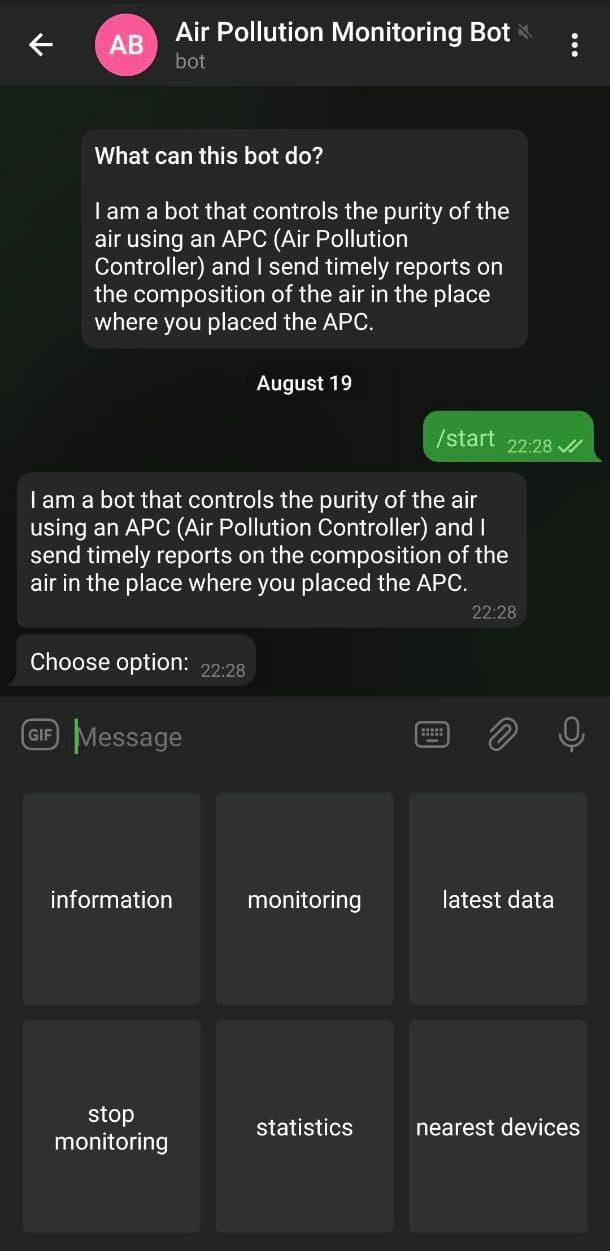 AB
Air Pollution Monitoring Bot
bot
What can this bot do?
I am a bot that controls the purity of the
air using an APC (Air Pollution
Controller) and I send timely reports on
the composition of the air in the place
where you placed the APC.
August 19
/start 22:28
I am a bot that controls the purity of the air
using an APC (Air Pollution Controller) and I
send timely reports on the composition of the
air in the place where you placed the APC.
22:28
Choose option: 22:28
GIF Message
information
monitoring
latest data
stop
monitoring
statistics
nearest devices